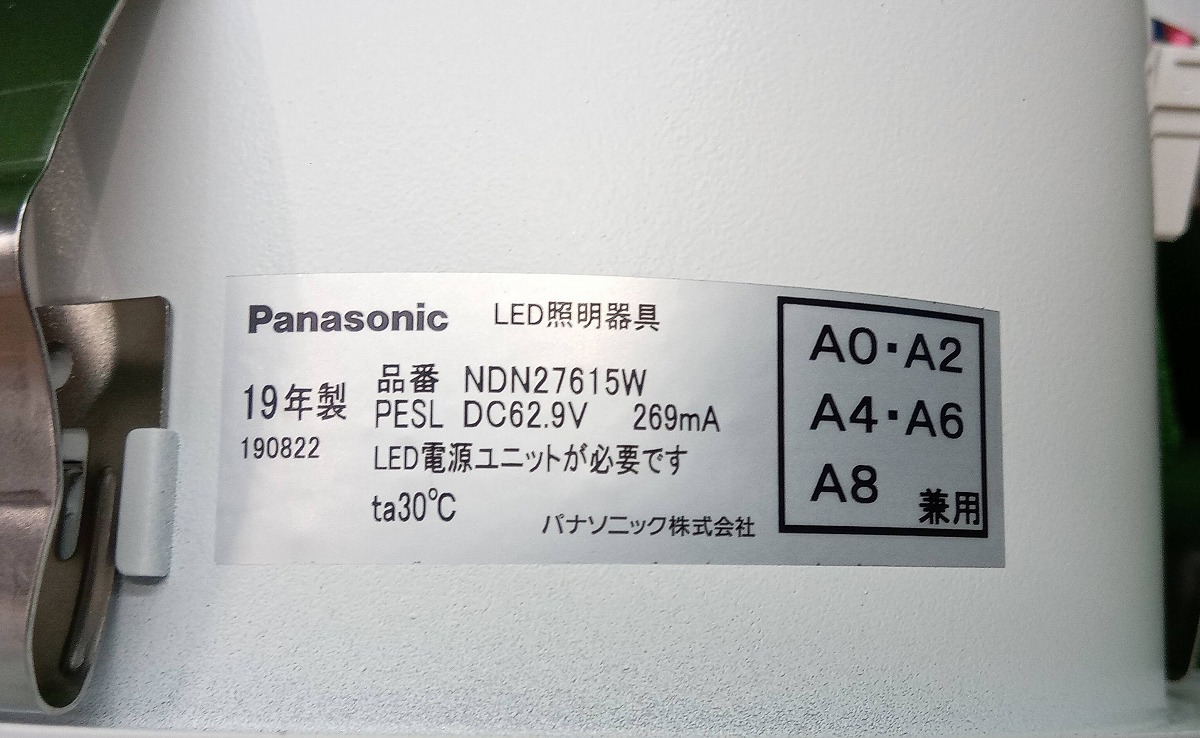 Panasonic LED照明器具
19年製
190822
品番 NDN27615W
PESL DC62.9V 269mA
LED電源ユニットが必要です
ta30℃
パナソニック株式会社
A0・A2
A4・A6
A8 兼用